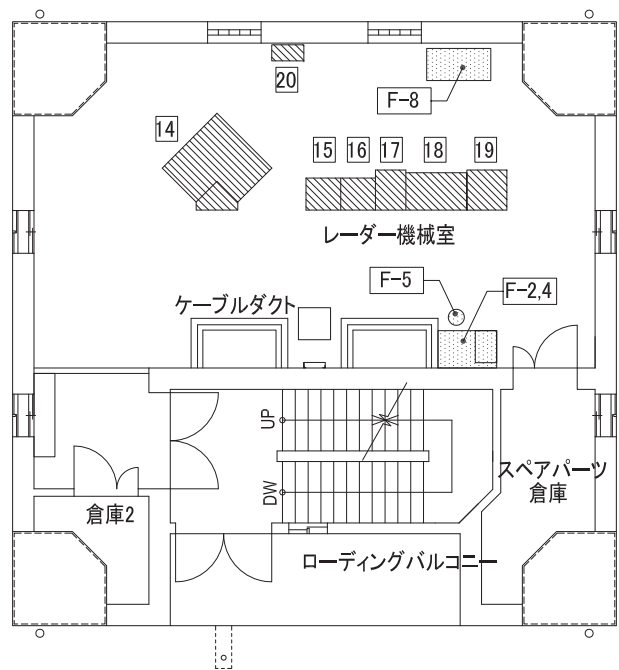 20
F-8
14
15
16
17
18
19
レーダー機械室
F-5
F-2,4
ケーブルダクト
UP
DW
スペアパーツ
倉庫
倉庫2
ローディングバルコニー